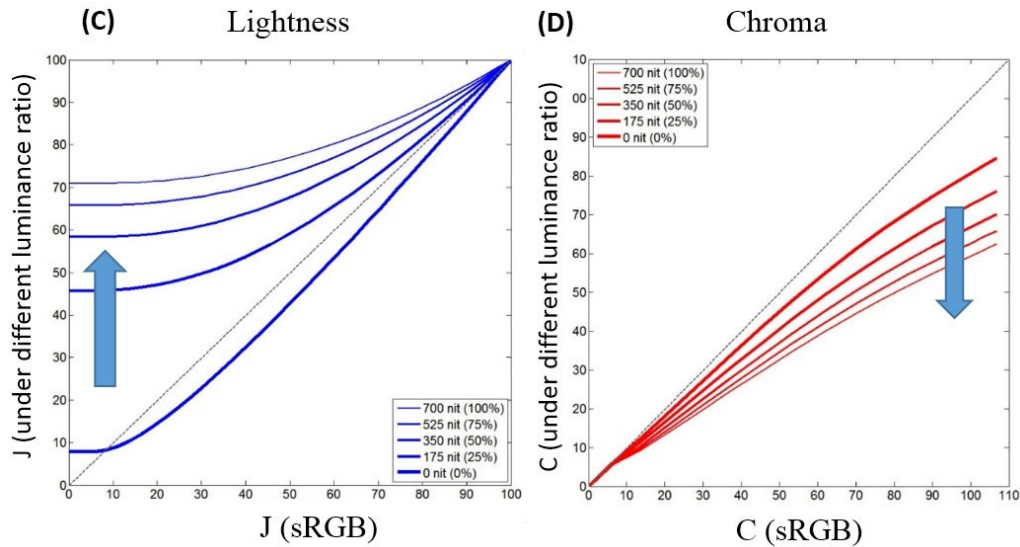 (C) Lightness
J (under different luminance ratio)
100
90
80
70
60
50
40
30
20
10
0
0 10 20 30 40 50 60 70 80 90 100
700 nit (100%)
525 nit (75%)
350 nit (50%)
175 nit (25%)
0 nit (0%)
J (sRGB)
(D) Chroma
C (under different luminance ratio)
10
00
90
80
70
60
50
40
30
20
10
0
700 nit (100%)
525 nit (75%)
350 nit (50%)
175 nit (25%)
0 nit (0%)
0 10 20 30 40 50 60 70 80 90 100 110
C (sRGB)